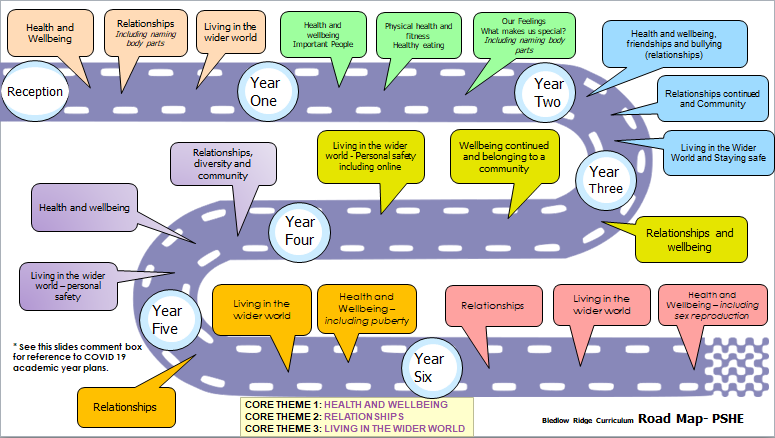 Health and
Wellbeing
Relationships
Including naming
body parts
Living in the
wider world
Health and
wellbeing
Important People
Physical health and
fitness
Healthy eating
Our Feelings
What makes us special?
Including naming body
parts
Health and wellbeing,
friendships and bullying
(relationships)
Reception
Year
One
Year
Two
Relationships continued
and Community
Living in the Wider
World and Staying safe
Year
Three
Relationships and
wellbeing
Wellbeing continued
and belonging to a
community
Living in the wider
world - Personal safety
including online
Year
Four
Relationships,
diversity and
community
Health and wellbeing
Living in the wider
world – personal
safety
Year
Five
Relationships
Living in the
wider world
Health and
Wellbeing –
including puberty
Year
Six
Relationships
Living in the
wider world
Health and
Wellbeing – including
sex reproduction
* See this slides comment box
for reference to COVID 19
academic year plans.
CORE THEME 1: HEALTH AND WELLBEING
CORE THEME 2: RELATIONSHIPS
CORE THEME 3: LIVING IN THE WIDER WORLD
Bledlow Ridge Curriculum Road Map- PSHE